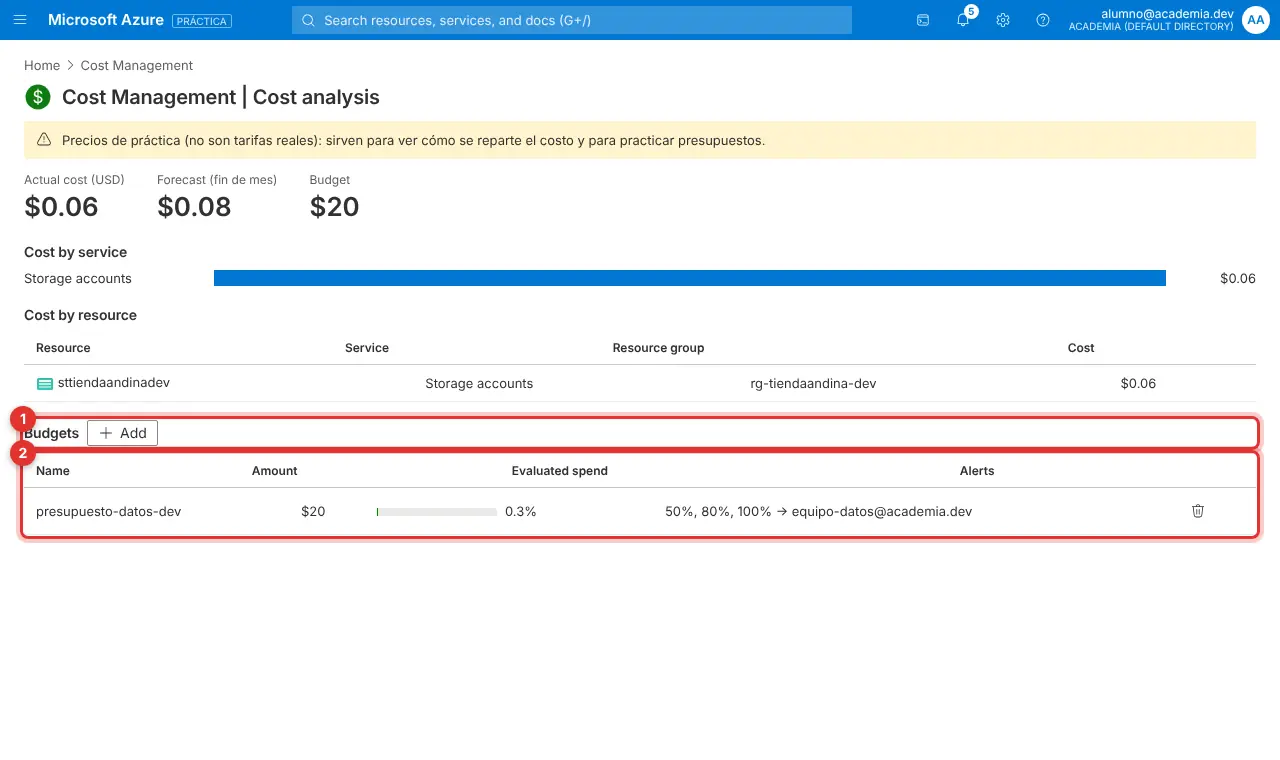 Microsoft Azure PRÁCTICA Search resources, services, and docs (G+/) 5 alumno@academia.dev
ACADEMIA (DEFAULT DIRECTORY) AA
Home > Cost Management
$ Cost Management | Cost analysis
Precios de práctica (no son tarifas reales): sirven para ver cómo se reparte el costo y para practicar presupuestos.
Actual cost (USD) Forecast (fin de mes) Budget
$0.06 $0.08 $20
Cost by service
Storage accounts $0.06
Cost by resource
Resource Service Resource group Cost
sttiendaandinadev Storage accounts rg-tiendaandina-dev $0.06
1
Budgets + Add
2
Name Amount Evaluated spend Alerts
presupuesto-datos-dev $20 0.3% 50%, 80%, 100% → equipo-datos@academia.dev